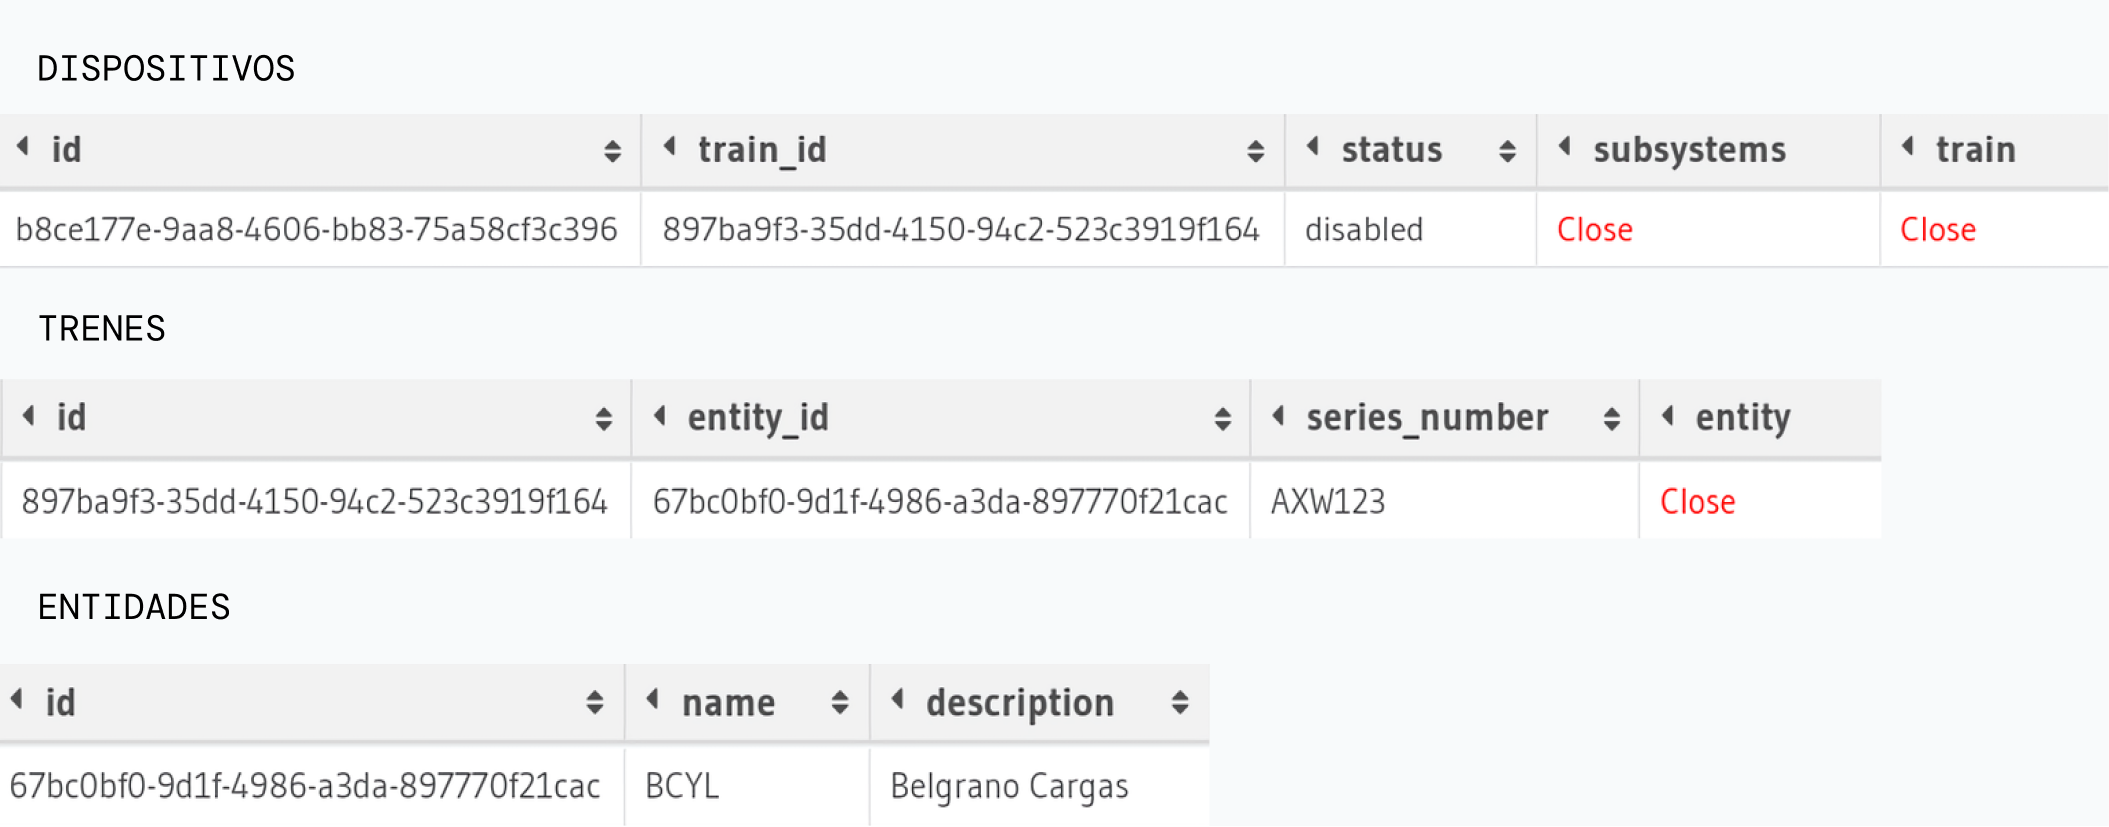 DISPOSITIVOS
id train_id status subsystems train
b8ce177e-9aa8-4606-bb83-75a58cf3c396 897ba9f3-35dd-4150-94c2-523c3919f164 disabled Close Close
TRENES
id entity_id series_number entity
897ba9f3-35dd-4150-94c2-523c3919f164 67bc0bf0-9d1f-4986-a3da-897770f21cac AXW123 Close
ENTIDADES
id name description
67bc0bf0-9d1f-4986-a3da-897770f21cac BCYL Belgrano Cargas